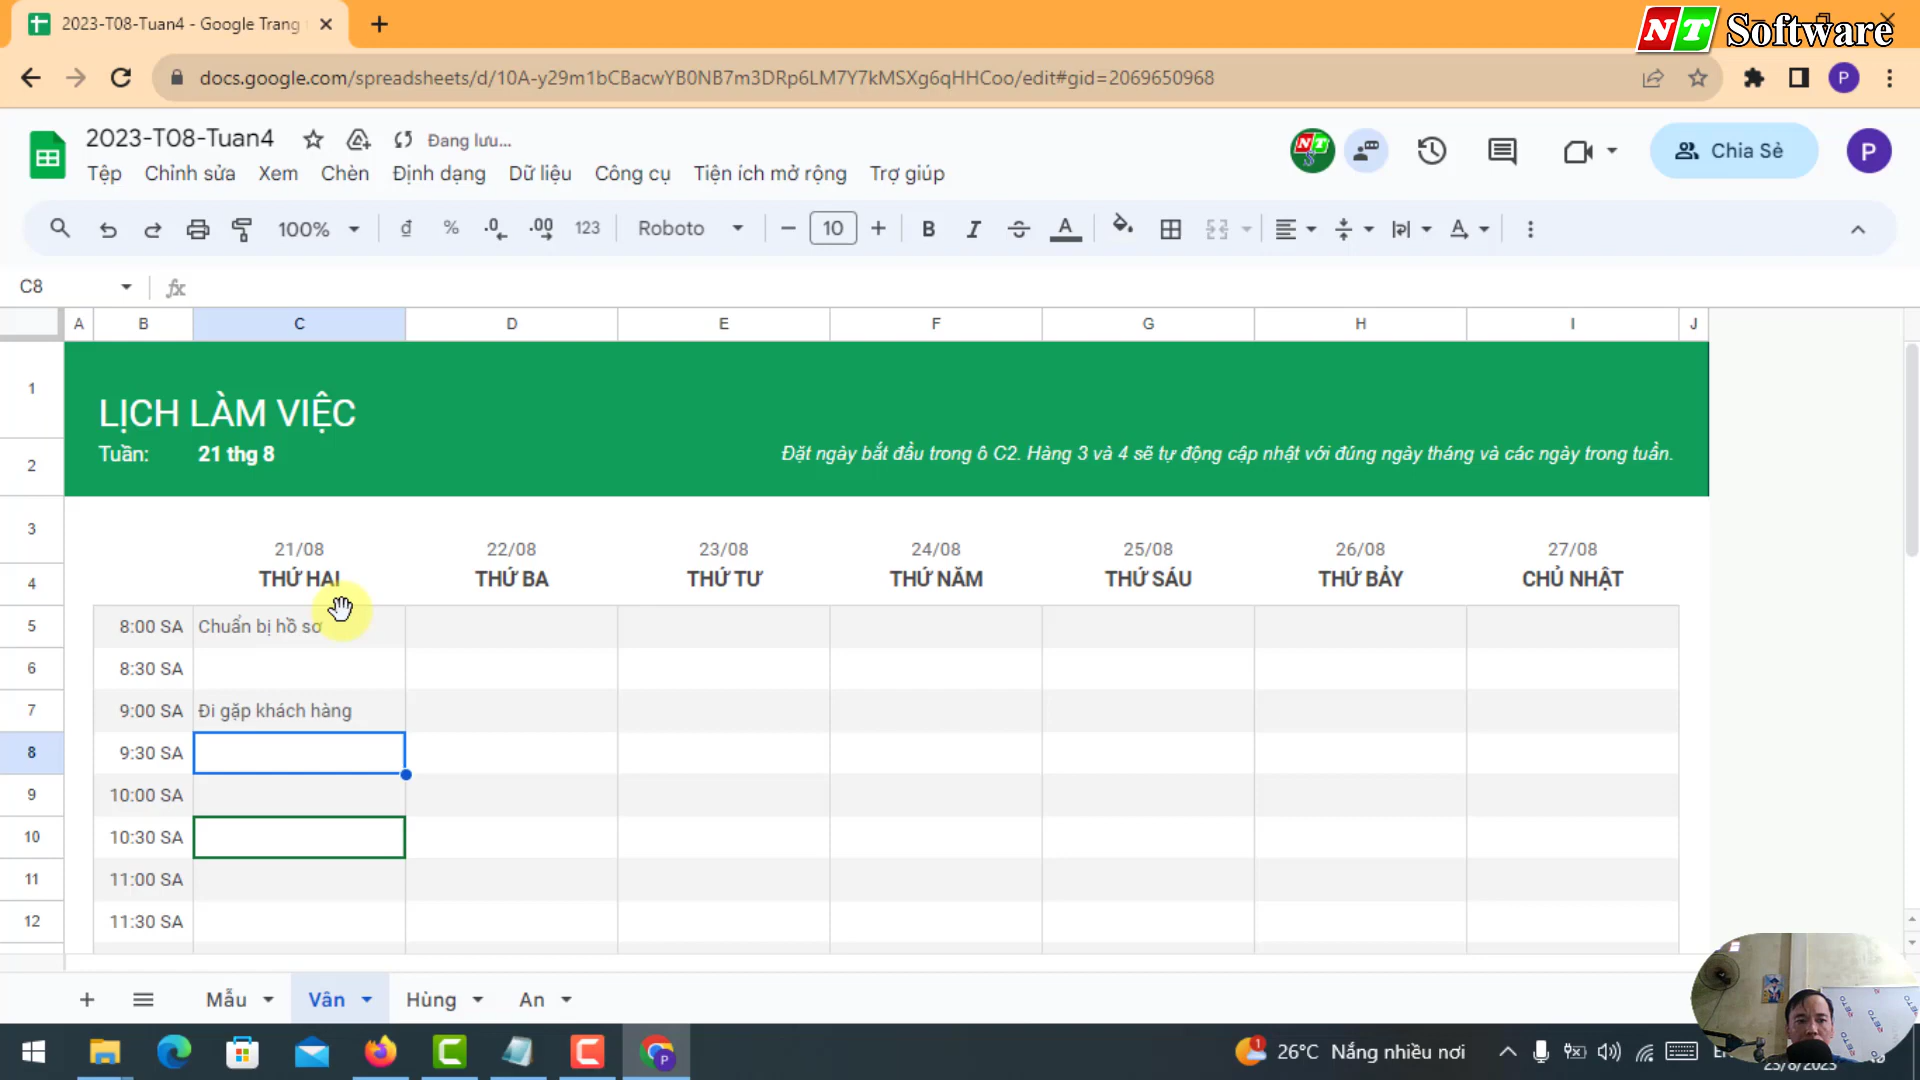 2023-T08-Tuan4 - Google Trang
NT Software
docs.google.com/spreadsheets/d/10A-y29m1bCBacwYB0NB7m3DRp6LM7Y7kMSXg6qHHCoo/edit#gid=2069650968
P
2023-T08-Tuan4
Đang lưu...
Tệp Chỉnh sửa Xem Chèn Định dạng Dữ liệu Công cụ Tiện ích mở rộng Trợ giúp
NT
Chia Sẻ
P
100% đ % .0 .00 123 Roboto 10 B I A
C8 fx
A B C D E F G H I J
1
LỊCH LÀM VIỆC
2
Tuần: 21 thg 8
Đặt ngày bắt đầu trong ô C2. Hàng 3 và 4 sẽ tự động cập nhật với đúng ngày tháng và các ngày trong tuần.
3 21/08 22/08 23/08 24/08 25/08 26/08 27/08
4 THỨ HAI THỨ BA THỨ TƯ THỨ NĂM THỨ SÁU THỨ BẢY CHỦ NHẬT
5 8:00 SA Chuẩn bị hồ sơ
6 8:30 SA
7 9:00 SA Đi gặp khách hàng
8 9:30 SA
9 10:00 SA
10 10:30 SA
11 11:00 SA
12 11:30 SA
Mẫu Vân Hùng An
26°C Nắng nhiều nơi
25/8/2023